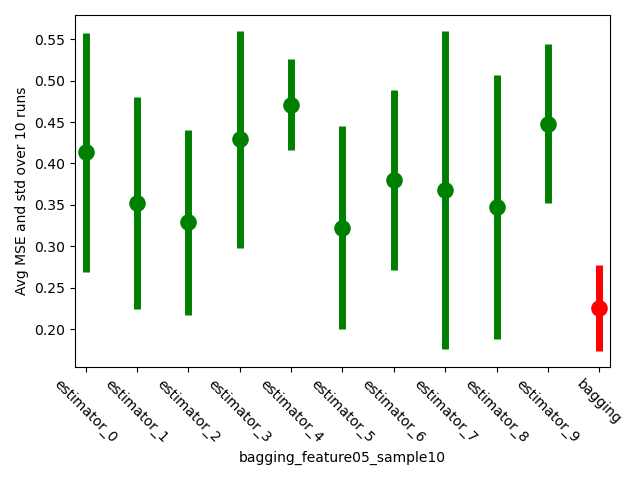 Avg MSE and std over 10 runs
0.55
0.50
0.45
0.40
0.35
0.30
0.25
0.20
estimator_0
estimator_1
estimator_2
estimator_3
estimator_4
estimator_5
estimator_6
estimator_7
estimator_8
estimator_9
bagging
bagging_feature05_sample10